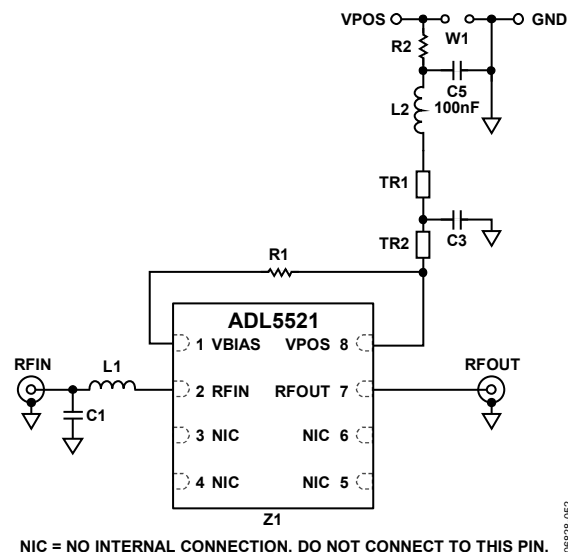 VPOS
W1
GND
R2
C5
100nF
L2
TR1
C3
TR2
R1
ADL5521
1 VBIAS
VPOS 8
RFIN
L1
2 RFIN
RFOUT 7
RFOUT
C1
3 NIC
NIC 6
4 NIC
NIC 5
Z1
NIC = NO INTERNAL CONNECTION. DO NOT CONNECT TO THIS PIN.
06828-052